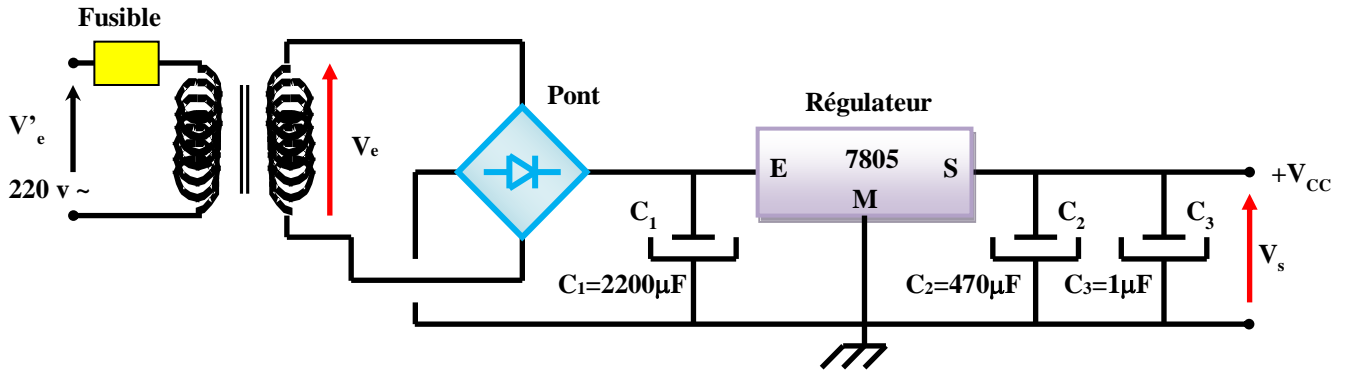 Fusible
V'e
220 v ~
Ve
Pont
Régulateur
E
7805
S
M
+VCC
C1
C1=2200µF
C2
C2=470µF
C3
C3=1µF
Vs